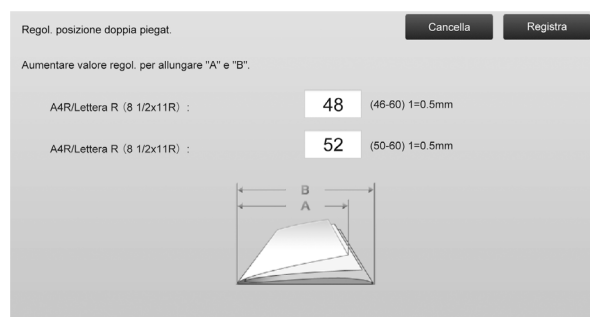 Regol. posizione doppia piegat.
Cancella
Registra
Aumentare valore regol. per allungare "A" e "B".
A4R/Lettera R (8 1/2x11R) : 48 (46-60) 1=0.5mm
A4R/Lettera R (8 1/2x11R) : 52 (50-60) 1=0.5mm
B
A